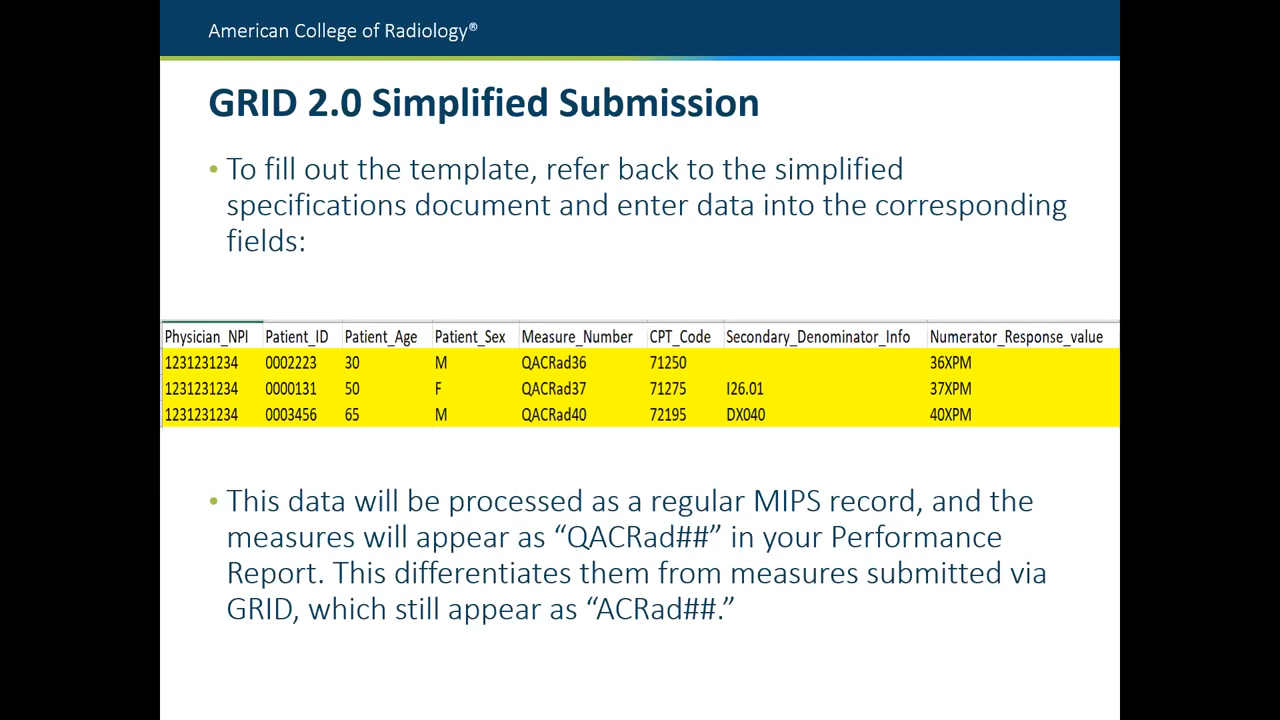 American College of Radiology®
GRID 2.0 Simplified Submission
• To fill out the template, refer back to the simplified
specifications document and enter data into the corresponding
fields:
Physician_NPI Patient_ID Patient_Age Patient_Sex Measure_Number CPT_Code Secondary_Denominator_Info Numerator_Response_value
1231231234 0002223 30 M QACRad36 71250 36XPM
1231231234 0000131 50 F QACRad37 71275 I26.01 37XPM
1231231234 0003456 65 M QACRad40 72195 DX040 40XPM
• This data will be processed as a regular MIPS record, and the
measures will appear as “QACRad##” in your Performance
Report. This differentiates them from measures submitted via
GRID, which still appear as “ACRad##.”